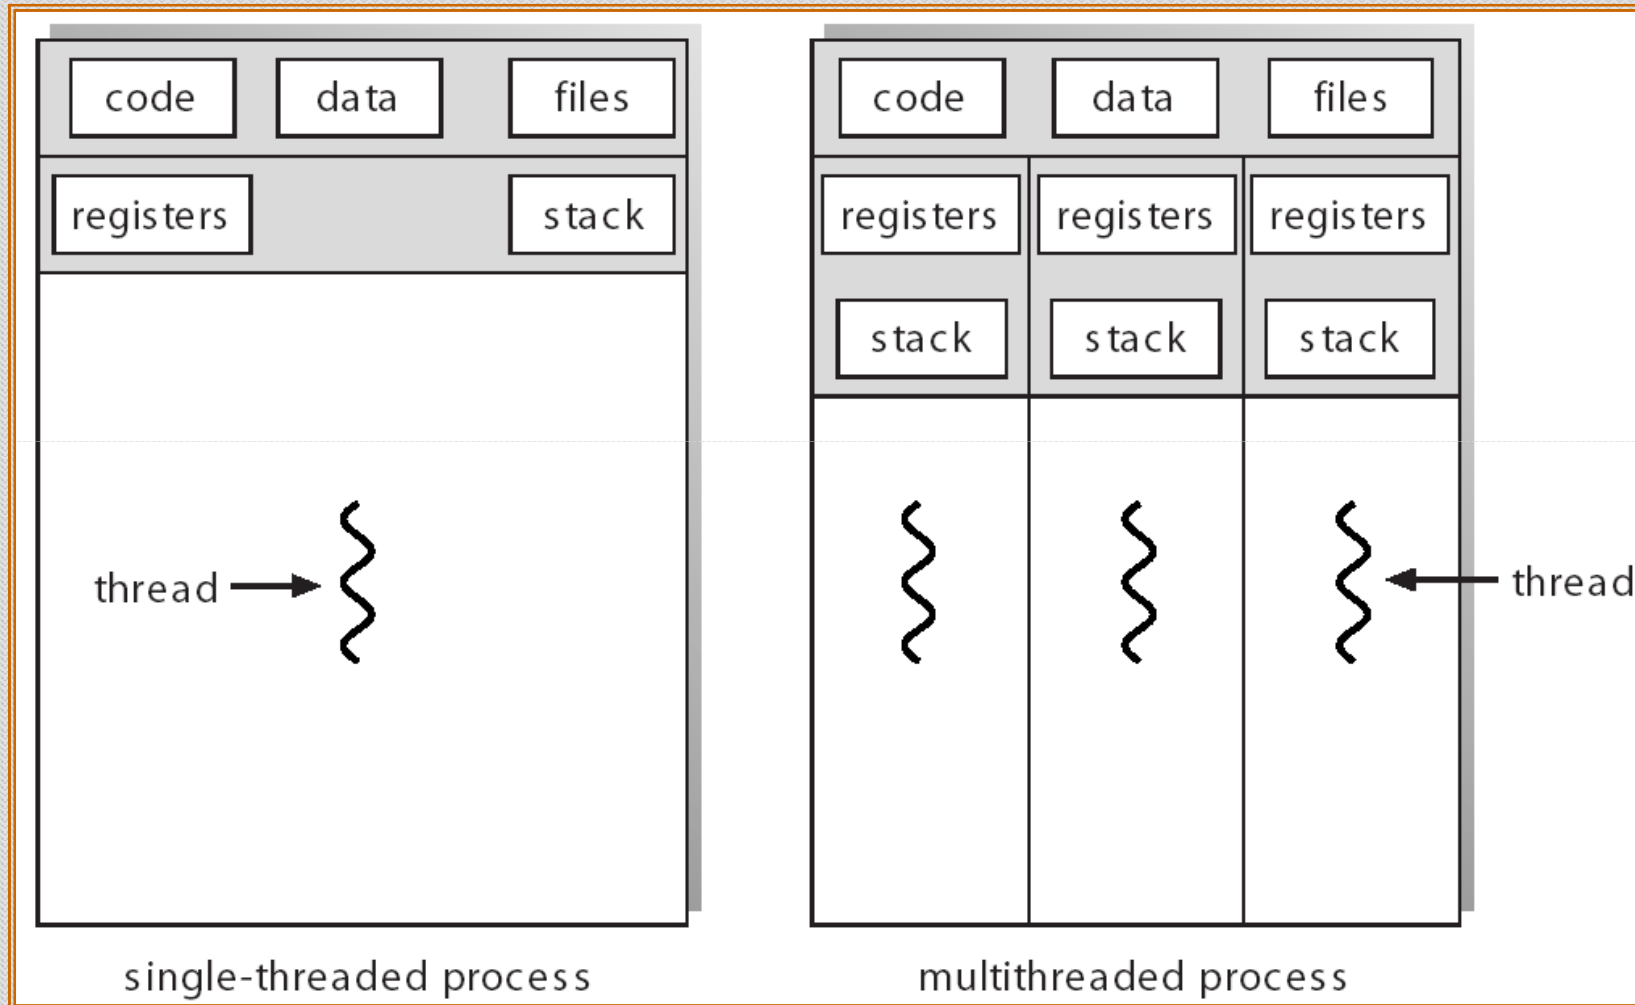 code data files
registers stack
thread
single-threaded process
code data files
registers registers registers
stack stack stack
thread
multithreaded process